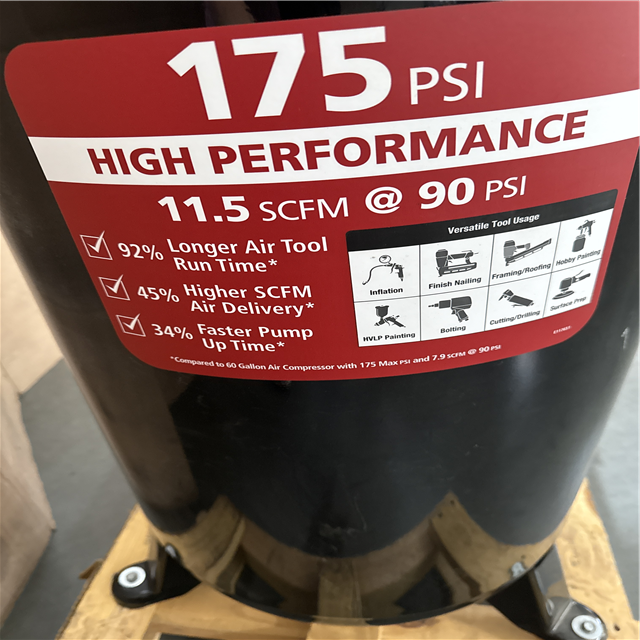 175 PSI
HIGH PERFORMANCE
11.5 SCFM @ 90 PSI
92% Longer Air Tool
Run Time*
45% Higher SCFM
Air Delivery*
34% Faster Pump
Up Time*
Versatile Tool Usage
Inflation
Finish Nailing
Framing/Roofing
Hobby Painting
HVLP Painting
Bolting
Cutting/Drilling
Surface Prep
*Compared to 60 Gallon Air Compressor with 175 Max PSI and 7.9 SCFM @ 90 PSI